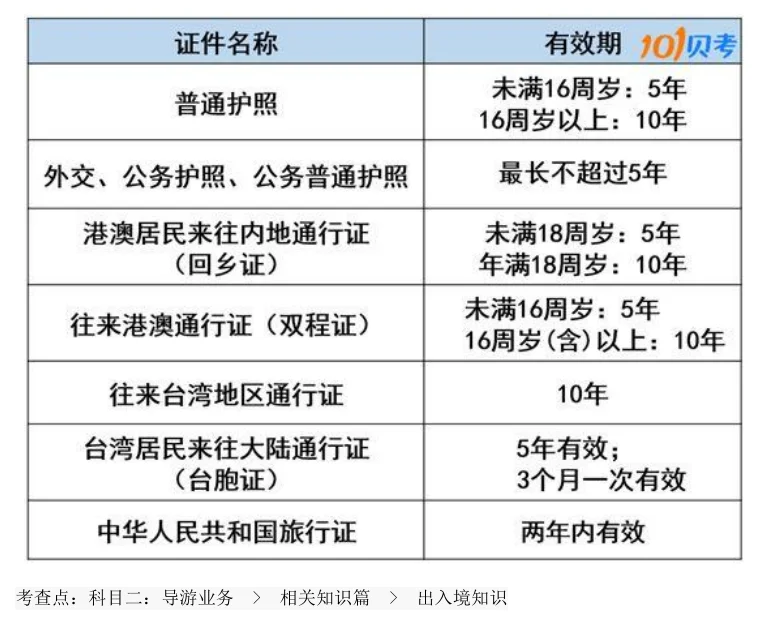 证件名称
有效期
101贝考
普通护照
未满16周岁：5年
16周岁以上：10年
外交、公务护照、公务普通护照
最长不超过5年
港澳居民来往内地通行证
（回乡证）
未满18周岁：5年
年满18周岁：10年
往来港澳通行证（双程证）
未满16周岁：5年
16周岁(含)以上：10年
往来台湾地区通行证
10年
台湾居民来往大陆通行证
（台胞证）
5年有效；
3个月一次有效
中华人民共和国旅行证
两年内有效
考查点：科目二：导游业务 > 相关知识篇 > 出入境知识